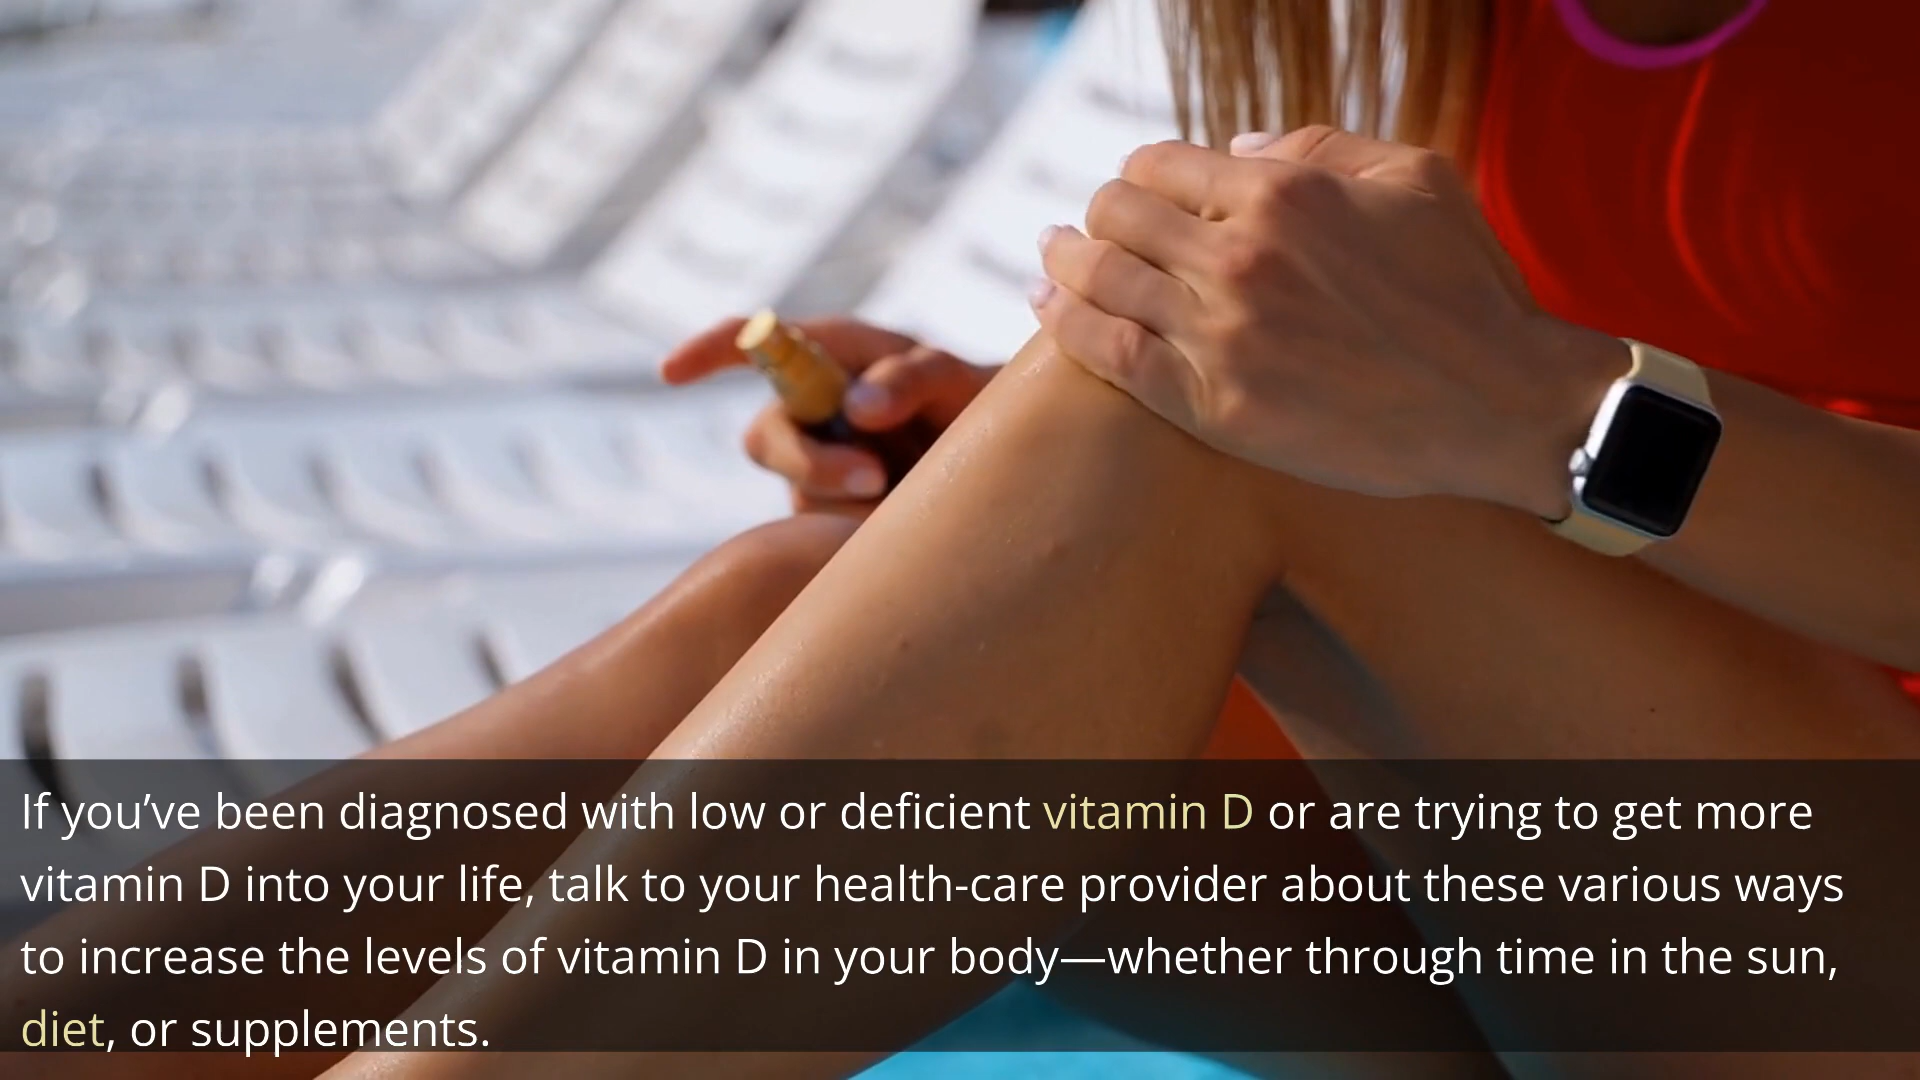 If you’ve been diagnosed with low or deficient vitamin D or are trying to get more
vitamin D into your life, talk to your health-care provider about these various ways
to increase the levels of vitamin D in your body—whether through time in the sun,
diet, or supplements.